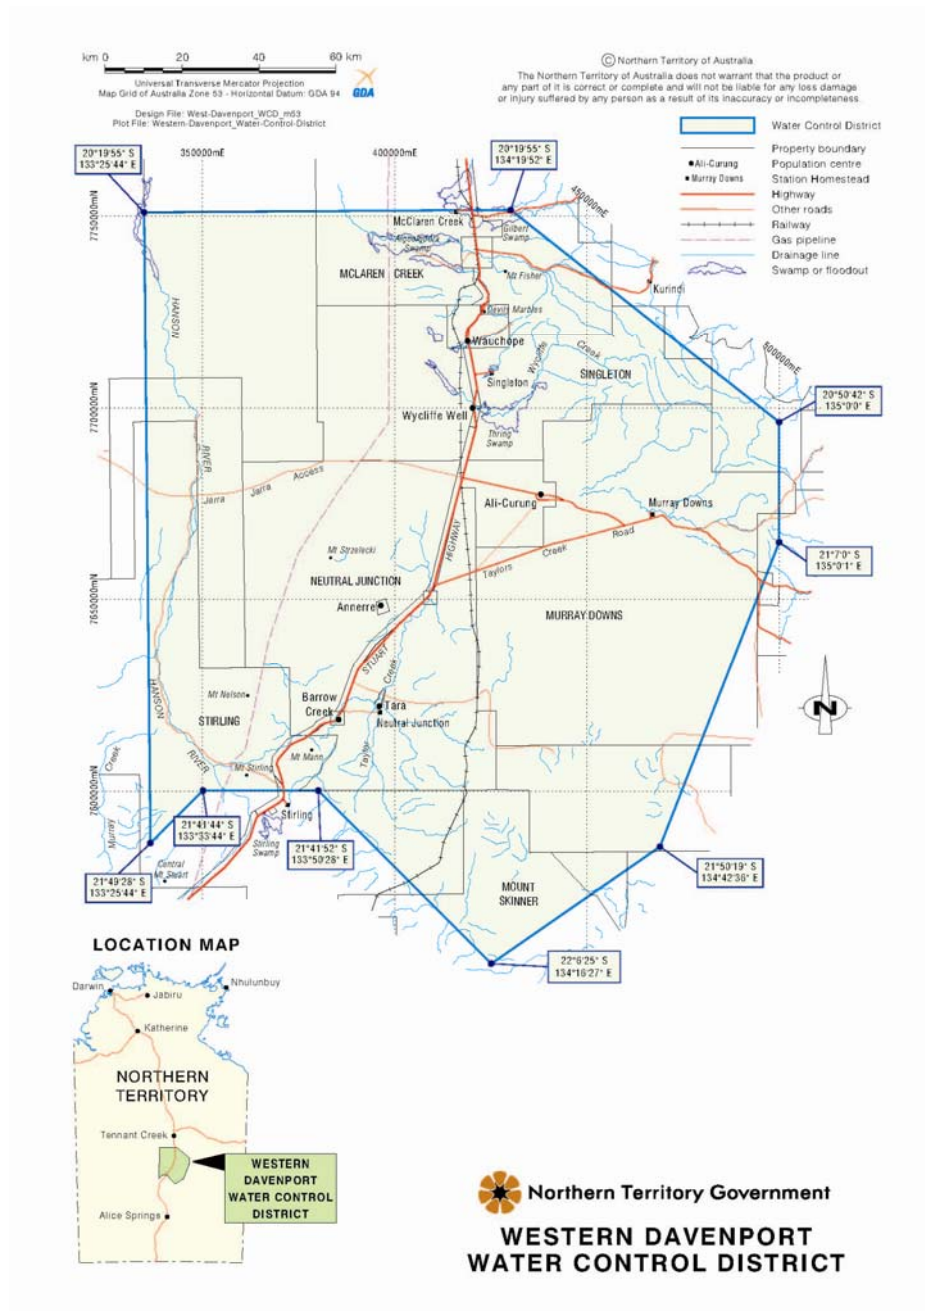 km 0 20 40 60 km
Universal Transverse Mercator Projection
Map Grid of Australia Zone 53 - Horizontal Datum: GDA 94
GDA
Design File: West-Davenport_WCD_m53
Plot File: Western-Davenport_Water-Control-District
© Northern Territory of Australia
The Northern Territory of Australia does not warrant that the product or
any part of it is correct or complete and will not be liable for any loss damage
or injury suffered by any person as a result of its inaccuracy or incompleteness
Water Control District
Property boundary
Ali-Curung Population centre
Murray Downs Station Homestead
Highway
Other roads
Railway
Gas pipeline
Drainage line
Swamp or floodout
20°19'55" S
133°25'44" E
350000mE
400000mE
20°19'55" S
134°19'52" E
450000mE
500000mE
7750000mN
7700000mN
7650000mN
7600000mN
McClaren Creek
Gilbert
Swamp
Swamp
MCLAREN CREEK
Mt Fisher
Kurindi
HANSON
Devils Marbles
Wauchope
Wycliffe
Creek
SINGLETON
Singleton
20°50'42" S
135°0'0" E
Wycliffe Well
Thring
Swamp
RIVER
Jarra Jarra Access
Ali-Curung
Murray Downs
HIGHWAY
Taylors Creek Road
21°7'0" S
135°0'1" E
Mt Strzelecki
NEUTRAL JUNCTION
Annerre
MURRAY DOWNS
STUART
Creek
Taylor
HANSON
Mt Nelson
Barrow
Creek
Tara
Neutral Junction
STIRLING
N
Mt Mann
RIVER
Mt Stirling
Creek
Murray
Stirling
21°41'44" S
133°33'44" E
Stirling
Swamp
21°41'52" S
133°50'28" E
21°49'28" S
133°25'44" E
Central
Mt Stuart
21°50'19" S
134°42'36" E
MOUNT
SKINNER
22°6'25" S
134°16'27" E
LOCATION MAP
Darwin
Jabiru
Nhulunbuy
Katherine
NORTHERN
TERRITORY
Tennant Creek
WESTERN
DAVENPORT
WATER CONTROL
DISTRICT
Alice Springs
Northern Territory Government
WESTERN DAVENPORT
WATER CONTROL DISTRICT